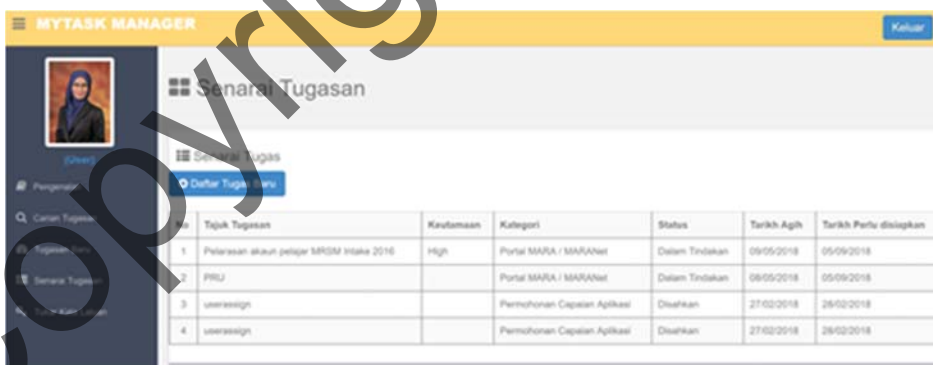 MYTASK MANAGER
Keluar
Senarai Tugasan
Senarai Tugas
Daftar Tugas Baru
(User)
Carian Tugasan
Tugasan Baru
Senarai Tugasan
No Tajuk Tugasan Keutamaan Kategori Status Tarikh Agih Tarikh Perlu disiapkan
1 Pelarasan akaun pelajar MRSM Intake 2016 High Portal MARA / MARANet Dalam Tindakan 09/05/2018 05/09/2018
2 PRU Portal MARA / MARANet Dalam Tindakan 08/05/2018 05/09/2018
3 userassign Permohonan Capaian Aplikasi Disahkan 27/02/2018 28/02/2018
4 userassign Permohonan Capaian Aplikasi Disahkan 27/02/2018 28/02/2018